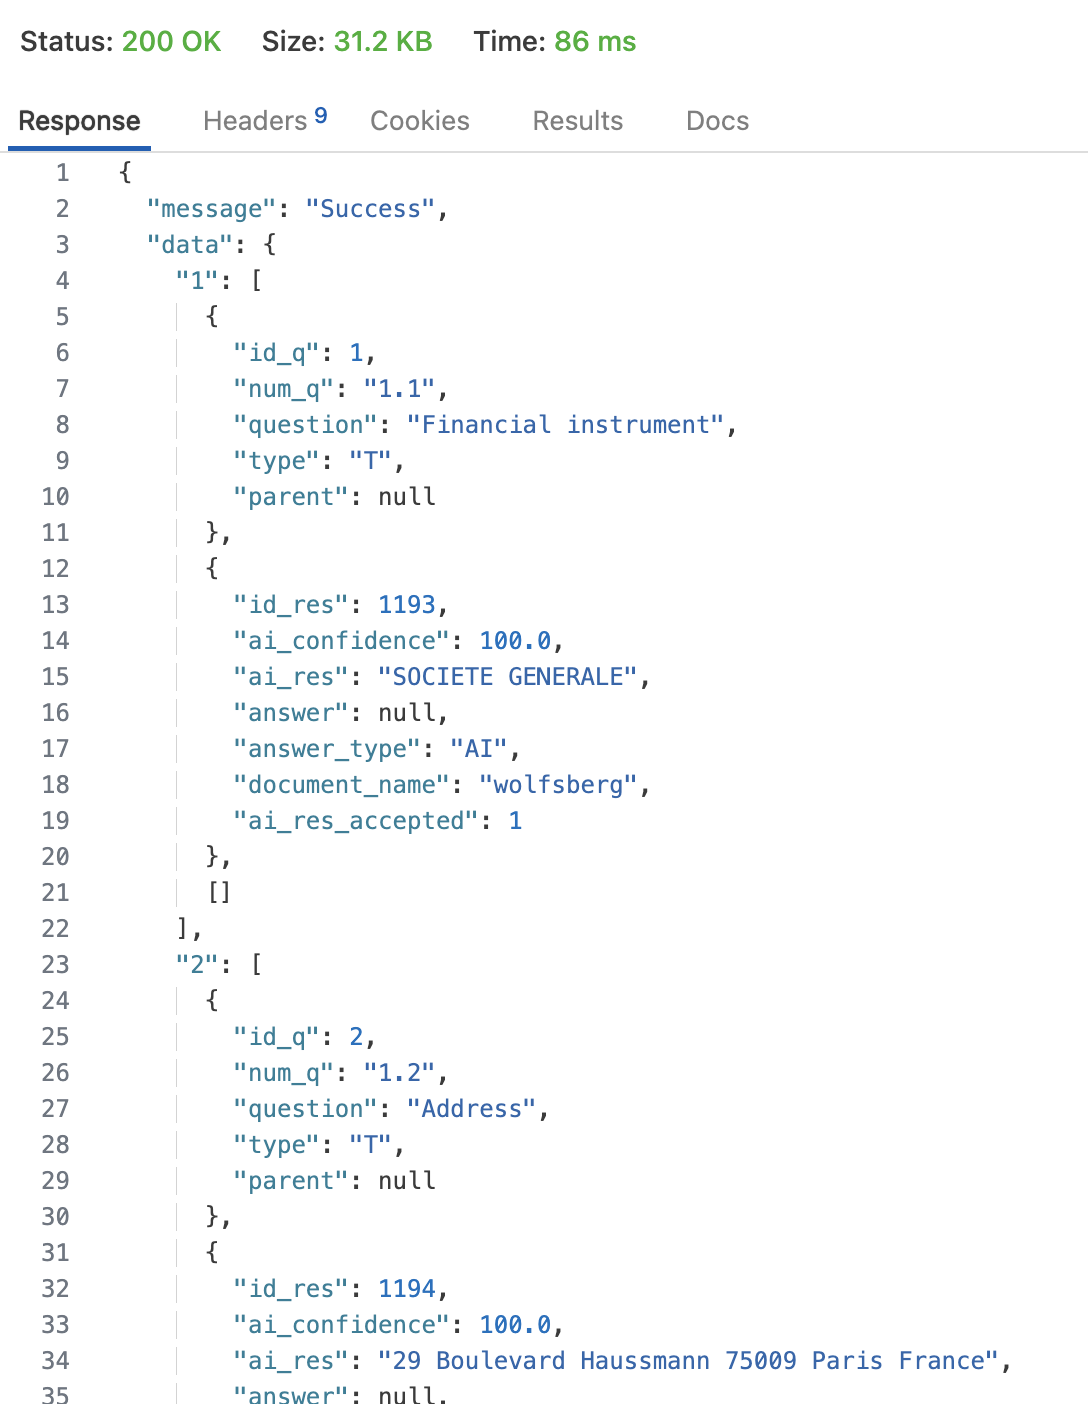 Status: 200 OK Size: 31.2 KB Time: 86 ms
Response Headers 9 Cookies Results Docs
1 {
2 "message": "Success",
3 "data": {
4 "1": [
5 {
6 "id_q": 1,
7 "num_q": "1.1",
8 "question": "Financial instrument",
9 "type": "T",
10 "parent": null
11 },
12 {
13 "id_res": 1193,
14 "ai_confidence": 100.0,
15 "ai_res": "SOCIETE GENERALE",
16 "answer": null,
17 "answer_type": "AI",
18 "document_name": "wolfsberg",
19 "ai_res_accepted": 1
20 },
21 []
22 ],
23 "2": [
24 {
25 "id_q": 2,
26 "num_q": "1.2",
27 "question": "Address",
28 "type": "T",
29 "parent": null
30 },
31 {
32 "id_res": 1194,
33 "ai_confidence": 100.0,
34 "ai_res": "29 Boulevard Haussmann 75009 Paris France",
35 "answer": null,